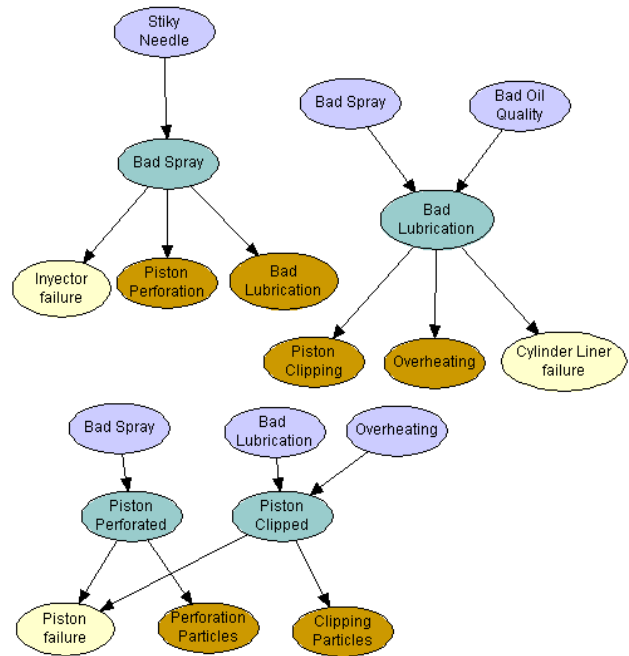 Stiky
Needle
Bad Spray
Inyector
failure
Piston
Perforation
Bad
Lubrication
Bad Spray
Bad Oil
Quality
Bad
Lubrication
Piston
Clipping
Overheating
Cylinder Liner
failure
Bad Spray
Bad
Lubrication
Overheating
Piston
Perforated
Piston
Clipped
Piston
failure
Perforation
Particles
Clipping
Particles